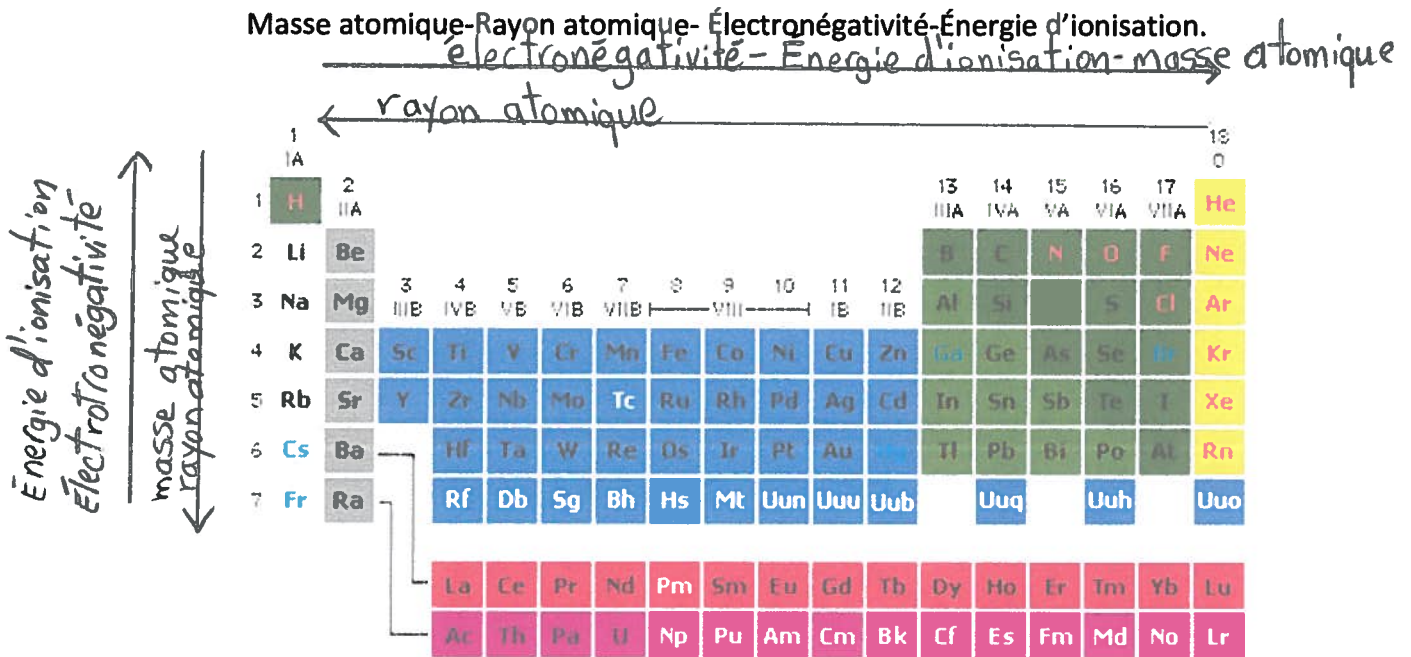 Masse atomique-Rayon atomique- Électronégativité-Énergie d'ionisation.
électronégativité - Énergie d'ionisation-masse atomique
rayon atomique
Énergie d'ionisation
Électrotronégativité
masse atomique
rayon atomique
1 18
IA 0
1 H 2 13 14 15 16 17 He
IIA IIIA IVA VA VIA VIIA
2 Li Be B C N O F Ne
3 Na Mg 3 4 5 6 7 8 9 10 11 12 Al Si S Cl Ar
IIIB IVB VB VIB VIIB VIII IB IIB
4 K Ca Sc Ti V Cr Mn Fe Co Ni Cu Zn Ga Ge As Se Br Kr
5 Rb Sr Y Zr Nb Mo Tc Ru Rh Pd Ag Cd In Sn Sb Te I Xe
6 Cs Ba Hf Ta W Re Os Ir Pt Au Tl Pb Bi Po At Rn
7 Fr Ra Rf Db Sg Bh Hs Mt Uun Uuu Uub Uuq Uuh Uuo
La Ce Pr Nd Pm Sm Eu Gd Tb Dy Ho Er Tm Yb Lu
Ac Th Pa U Np Pu Am Cm Bk Cf Es Fm Md No Lr